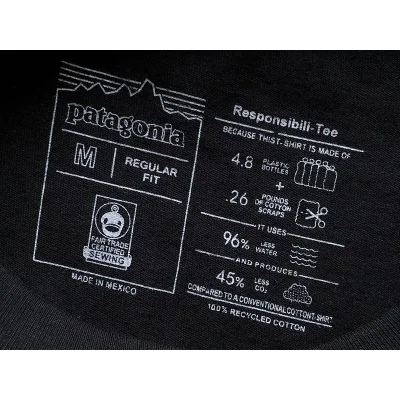 patagonia
M
REGULAR
FIT
FAIR TRADE
CERTIFIED
SEWING
MADE IN MEXICO
Responsibili-Tee
BECAUSE THIST-SHIRT IS MADE OF
4.8 PLASTIC
BOTTLES
+
.26 POUNDS
OF COTYON
SCRAPS
IT USES
96% LESS
WATER
AND PRODUCES
45% LESS
CO₂
COMPARED TO A CONVENTIONAL COTTONT-SHIRT
100% RECYCLED COTTON